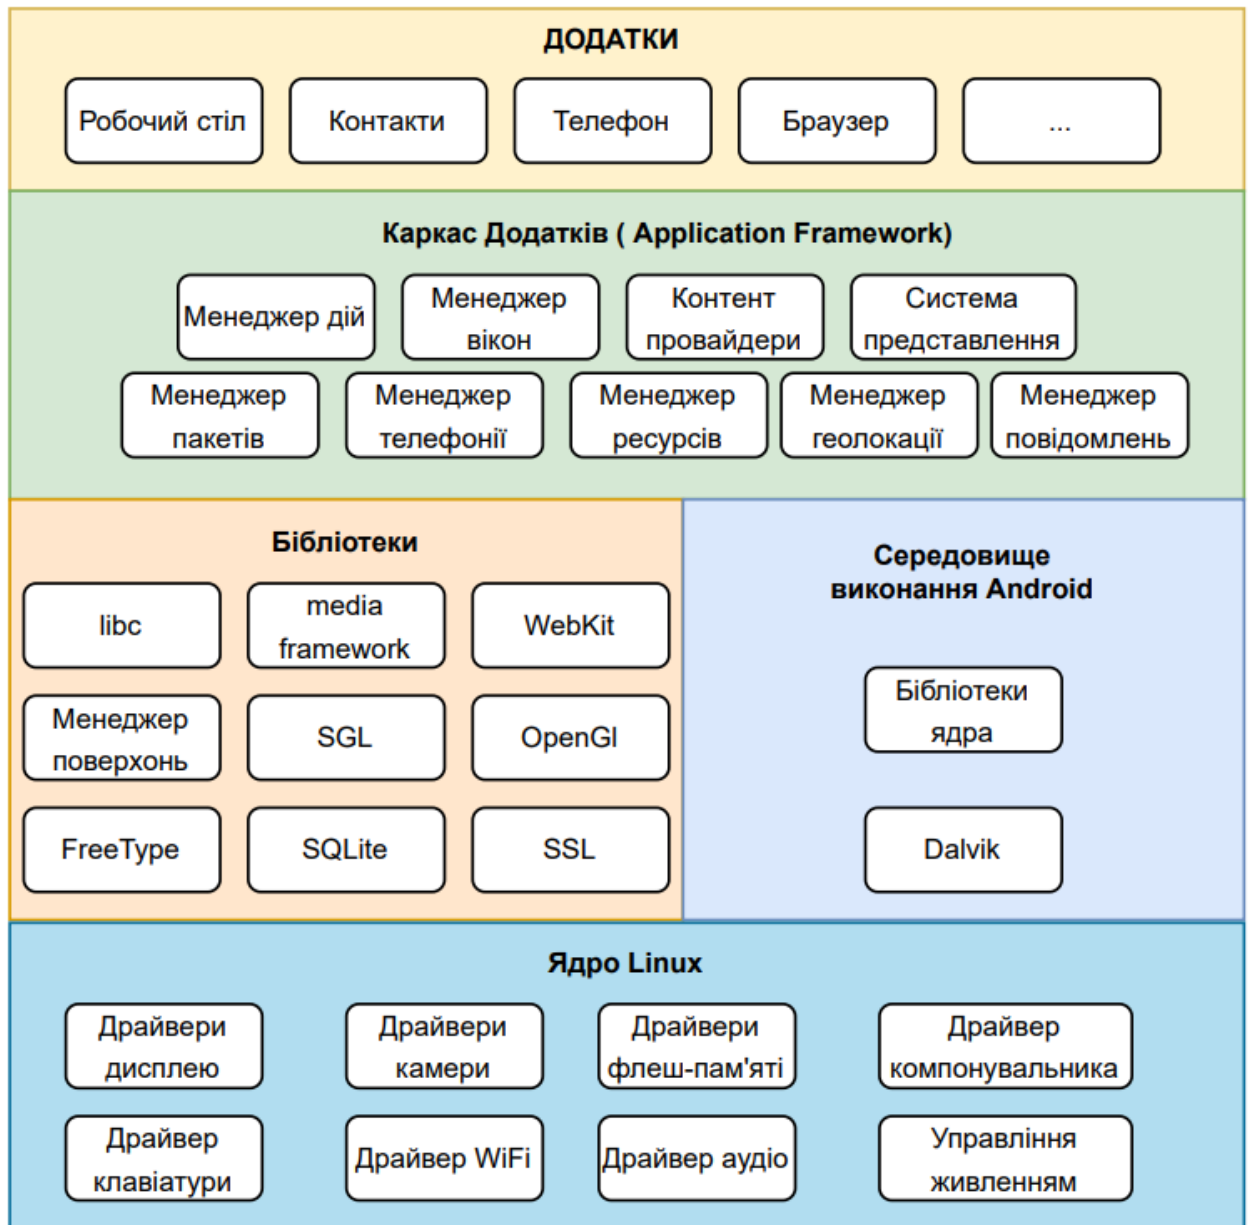 ДОДАТКИ
Робочий стіл
Контакти
Телефон
Браузер
...
Каркас Додатків ( Application Framework)
Менеджер дій
Менеджер
вікон
Контент
провайдери
Система
представлення
Менеджер
пакетів
Менеджер
телефонії
Менеджер
ресурсів
Менеджер
геолокації
Менеджер
повідомлень
Бібліотеки
libc
media
framework
WebKit
Менеджер
поверхонь
SGL
OpenGl
FreeType
SQLite
SSL
Середовище
виконання Android
Бібліотеки
ядра
Dalvik
Ядро Linux
Драйвери
дисплею
Драйвери
камери
Драйвери
флеш-пам'яті
Драйвер
компонувальника
Драйвер
клавіатури
Драйвер WiFi
Драйвер аудіо
Управління
живленням